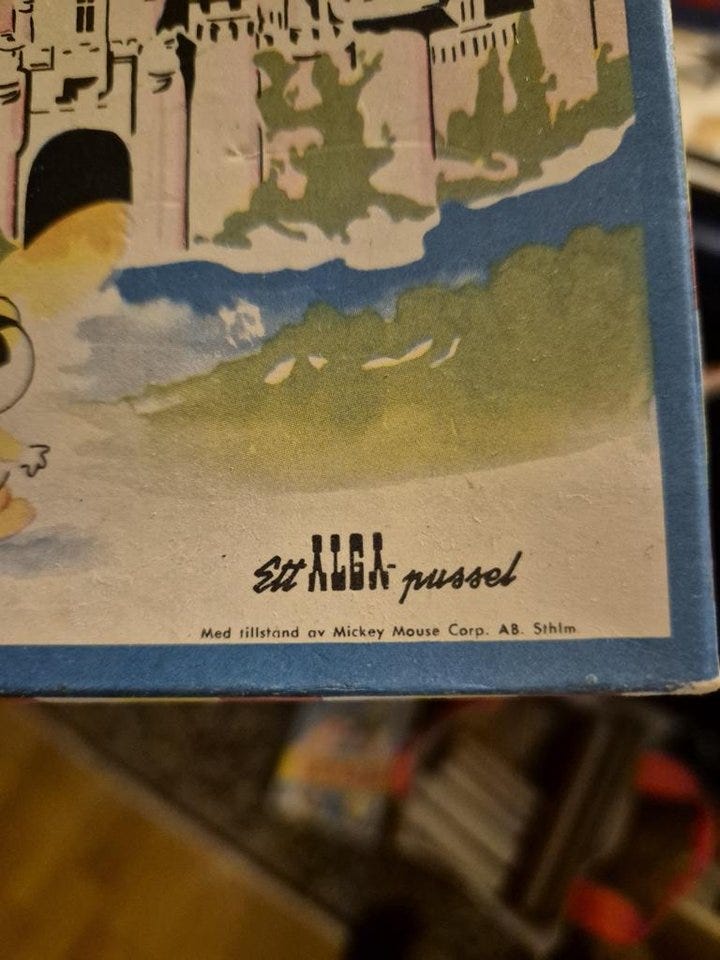 Ett ALGA-pussel
Med tillstånd av Mickey Mouse Corp. AB. Sthlm